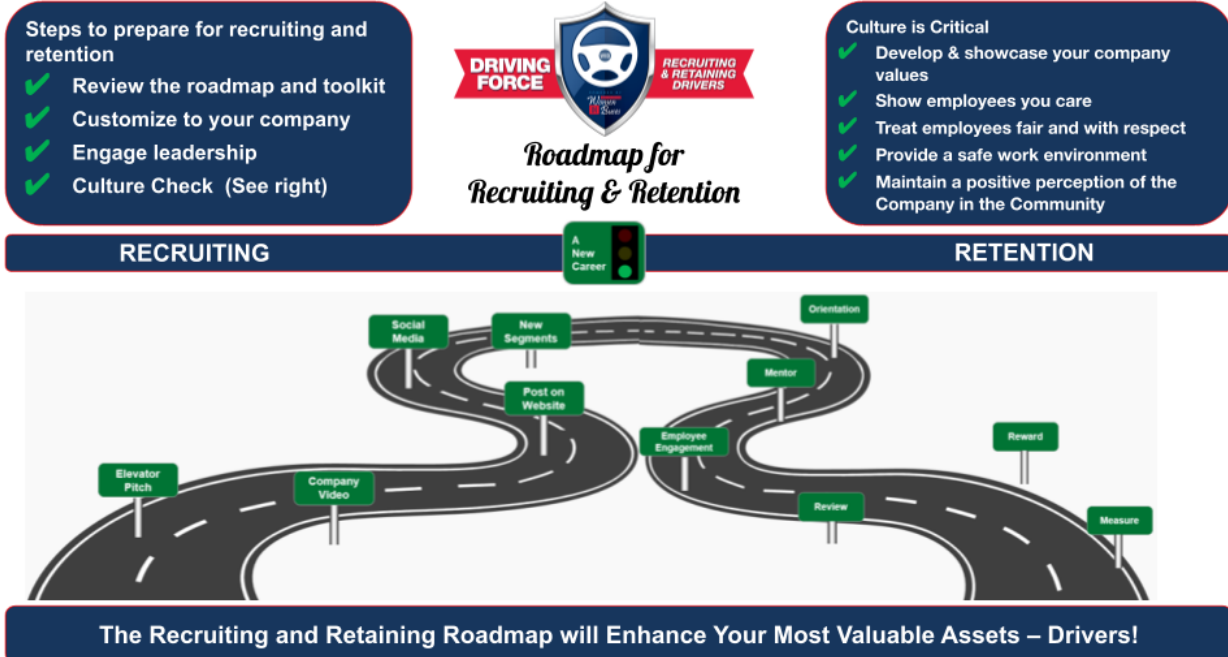 Steps to prepare for recruiting and
retention
✔ Review the roadmap and toolkit
✔ Customize to your company
✔ Engage leadership
✔ Culture Check (See right)
DRIVING
FORCE
RECRUITING
& RETAINING
DRIVERS
Women
Buses
Roadmap for
Recruiting & Retention
Culture is Critical
✔ Develop & showcase your company
values
✔ Show employees you care
✔ Treat employees fair and with respect
✔ Provide a safe work environment
✔ Maintain a positive perception of the
Company in the Community
RECRUITING
A
New
Career
RETENTION
Social
Media
New
Segments
Post on
Website
Elevator
Pitch
Company
Video
Orientation
Mentor
Employee
Engagement
Review
Reward
Measure
The Recruiting and Retaining Roadmap will Enhance Your Most Valuable Assets – Drivers!